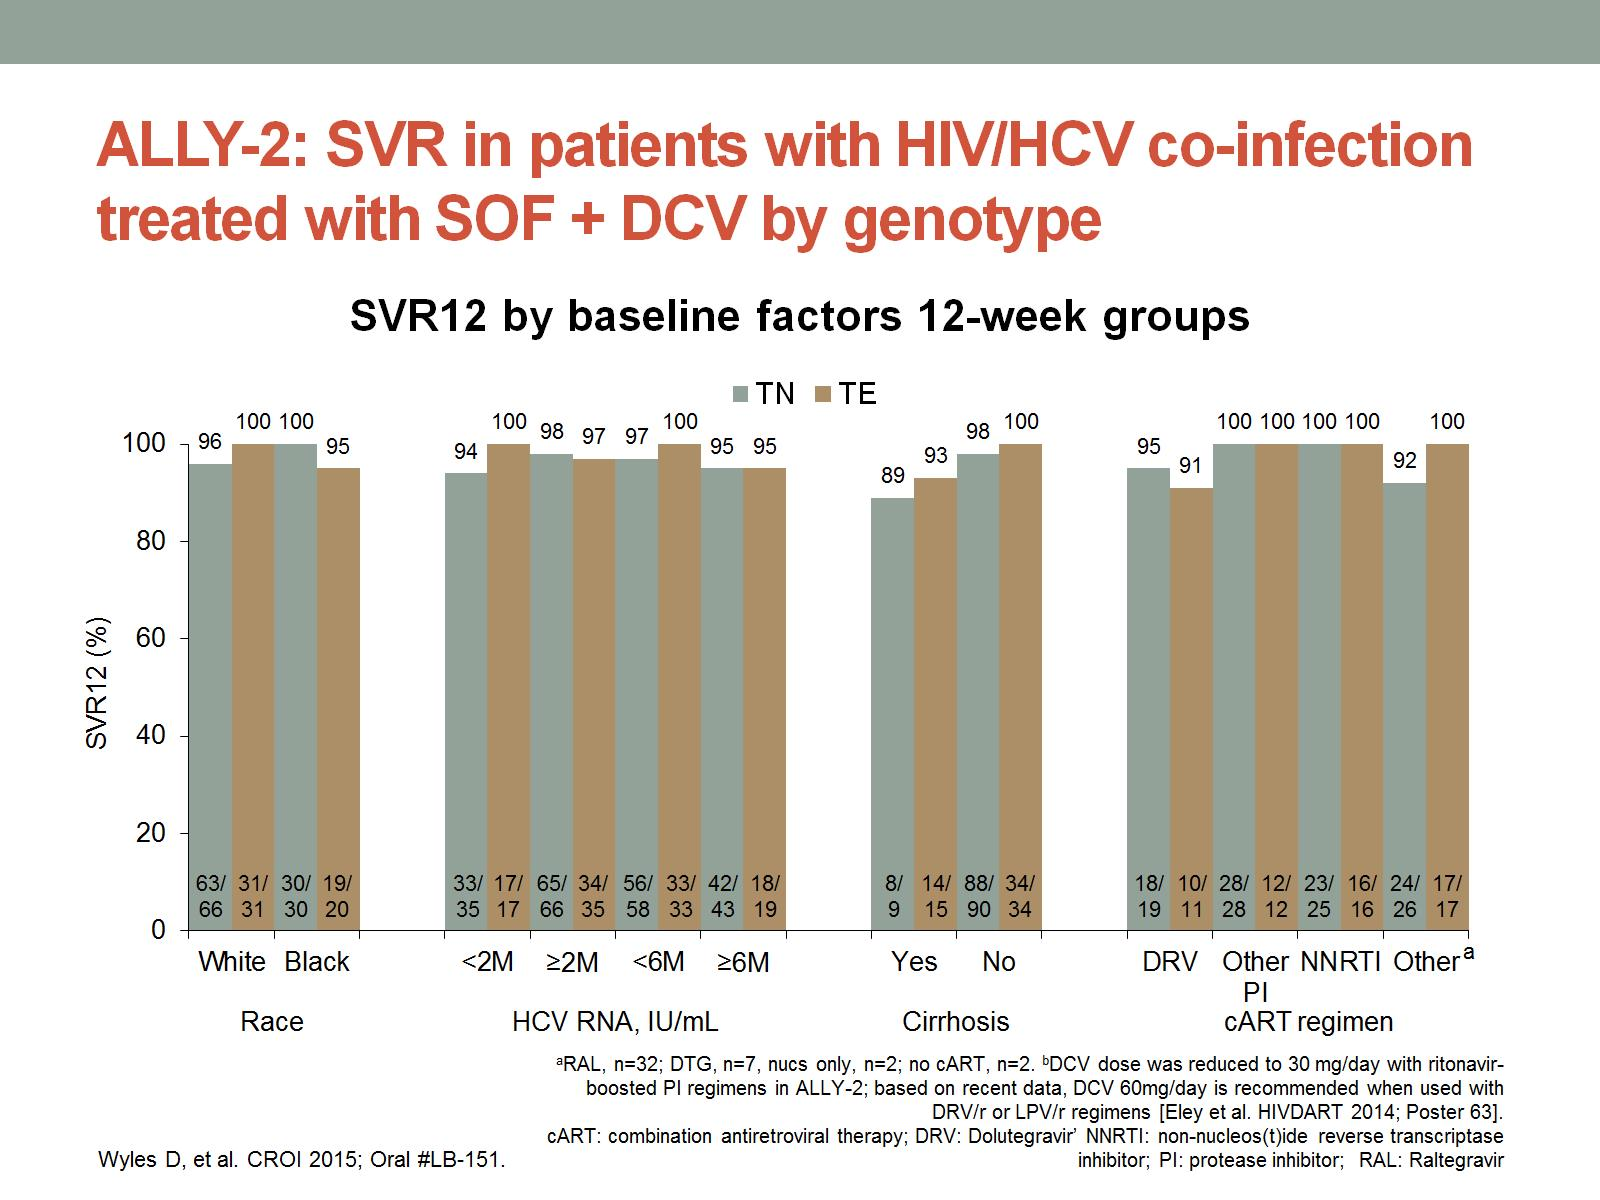 ALLY-2: SVR in patients with HIV/HCV co-infection
treated with SOF + DCV by genotype
SVR12 by baseline factors 12-week groups
TN TE
96 100 100 95 94 100 98 97 97 100 95 95 89 93 98 100 95 91 100 100 100 100 92 100
SVR12 (%)
100
80
60
40
20
0
63/ 31/ 30/ 19/ 33/ 17/ 65/ 34/ 56/ 33/ 42/ 18/ 8/ 14/ 88/ 34/ 18/ 10/ 28/ 12/ 23/ 16/ 24/ 17/
66 31 30 20 35 17 66 35 58 33 43 19 9 15 90 34 19 11 28 12 25 16 26 17
White Black <2M ≥2M <6M ≥6M Yes No DRV Other NNRTI Other a
PI
Race HCV RNA, IU/mL Cirrhosis cART regimen
aRAL, n=32; DTG, n=7, nucs only, n=2; no cART, n=2. bDCV dose was reduced to 30 mg/day with ritonavir-
boosted PI regimens in ALLY-2; based on recent data, DCV 60mg/day is recommended when used with
DRV/r or LPV/r regimens [Eley et al. HIVDART 2014; Poster 63].
cART: combination antiretroviral therapy; DRV: Dolutegravir’ NNRTI: non-nucleos(t)ide reverse transcriptase
inhibitor; PI: protease inhibitor; RAL: Raltegravir
Wyles D, et al. CROI 2015; Oral #LB-151.